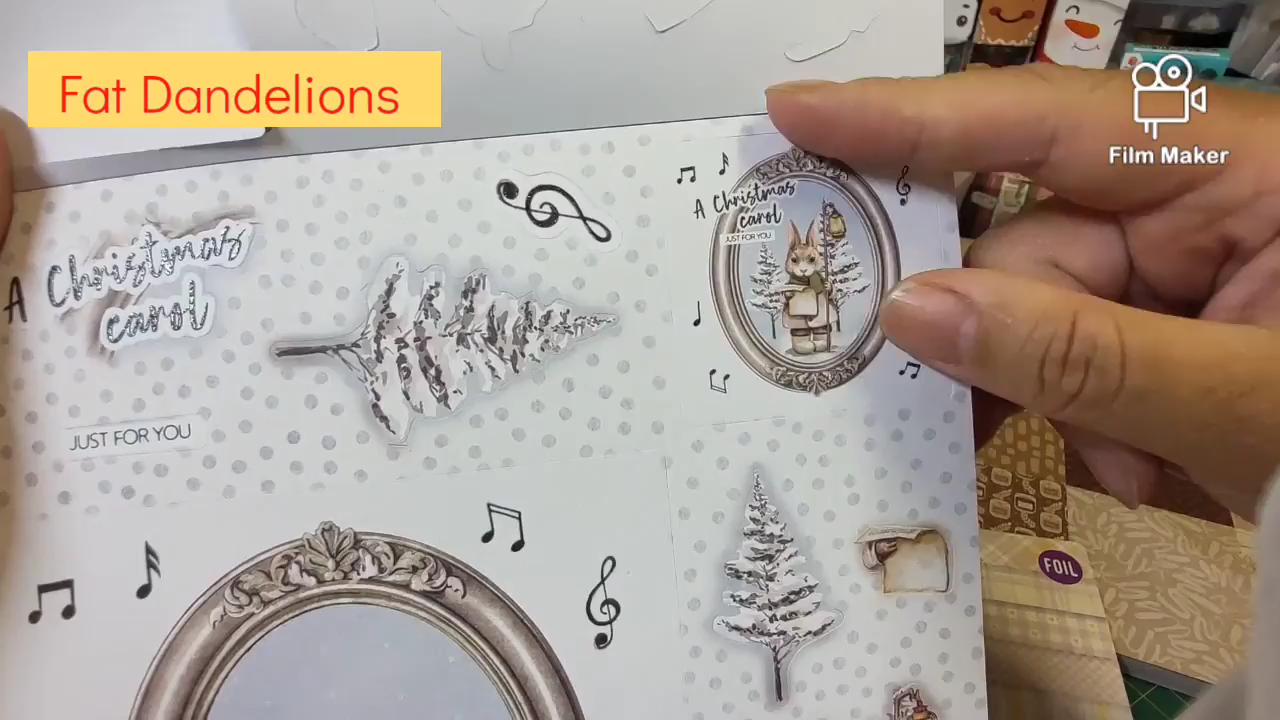 Fat Dandelions
Film Maker
A Christmas
carol
JUST FOR YOU
A Christmas
carol
JUST FOR YOU
FOIL